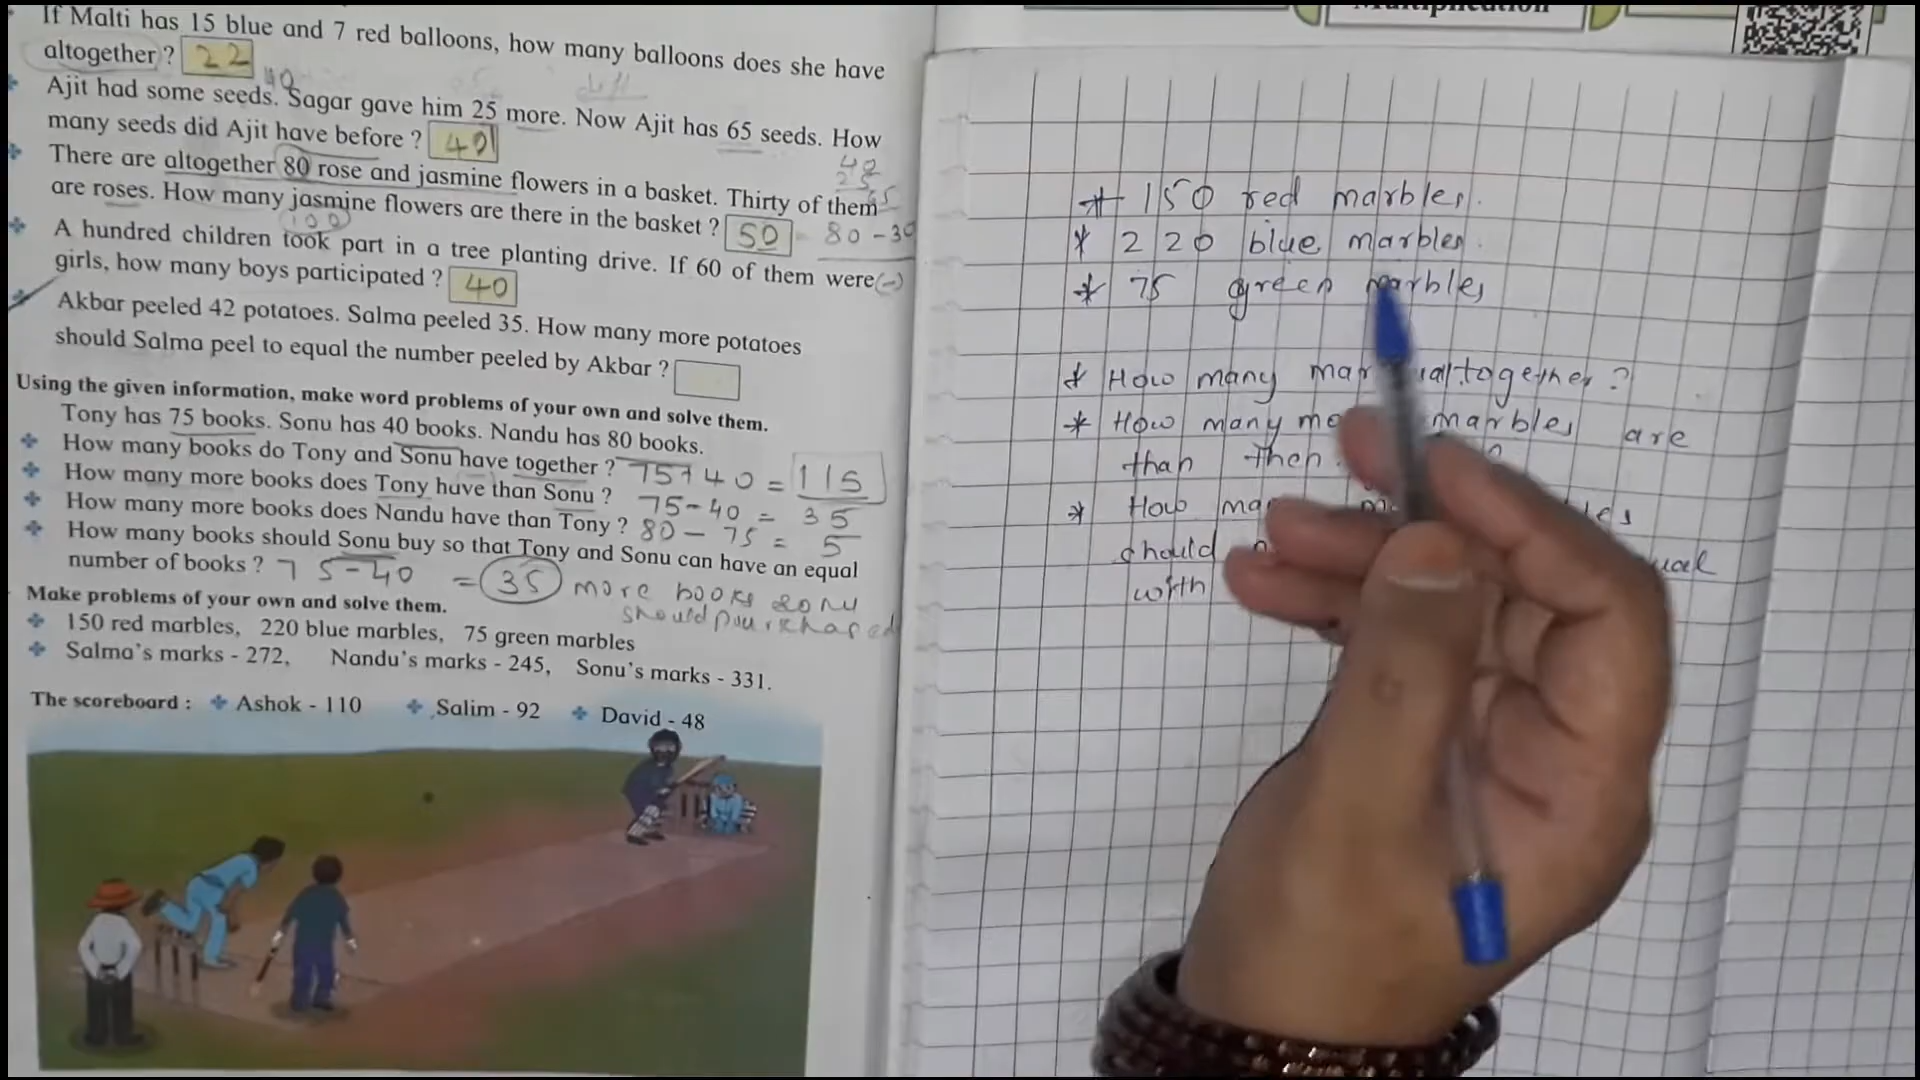 If Malti has 15 blue and 7 red balloons, how many balloons does she have
altogether ? 22
40
Ajit had some seeds. Sagar gave him 25 more. Now Ajit has 65 seeds. How
many seeds did Ajit have before ? 40
There are altogether 80 rose and jasmine flowers in a basket. Thirty of them
are roses. How many jasmine flowers are there in the basket ? 50 80 - 30
100
A hundred children took part in a tree planting drive. If 60 of them were (-)
girls, how many boys participated ? 40
Akbar peeled 42 potatoes. Salma peeled 35. How many more potatoes
should Salma peel to equal the number peeled by Akbar ?
Using the given information, make word problems of your own and solve them.
Tony has 75 books. Sonu has 40 books. Nandu has 80 books.
How many books do Tony and Sonu have together ? 75+40 = 115
How many more books does Tony have than Sonu ? 75-40 = 35
How many more books does Nandu have than Tony ? 80 - 75 = 5
How many books should Sonu buy so that Tony and Sonu can have an equal
number of books ? 75-40 = 35 more books sonu
should
Make problems of your own and solve them.
150 red marbles, 220 blue marbles, 75 green marbles
Salma's marks - 272, Nandu's marks - 245, Sonu's marks - 331.
The scoreboard : Ashok - 110 Salim - 92 David - 48
* 150 red marbles.
* 220 blue marbles.
* 75 green marbles
* How many altogether ?
* How many marbles are
than
* How
should
with